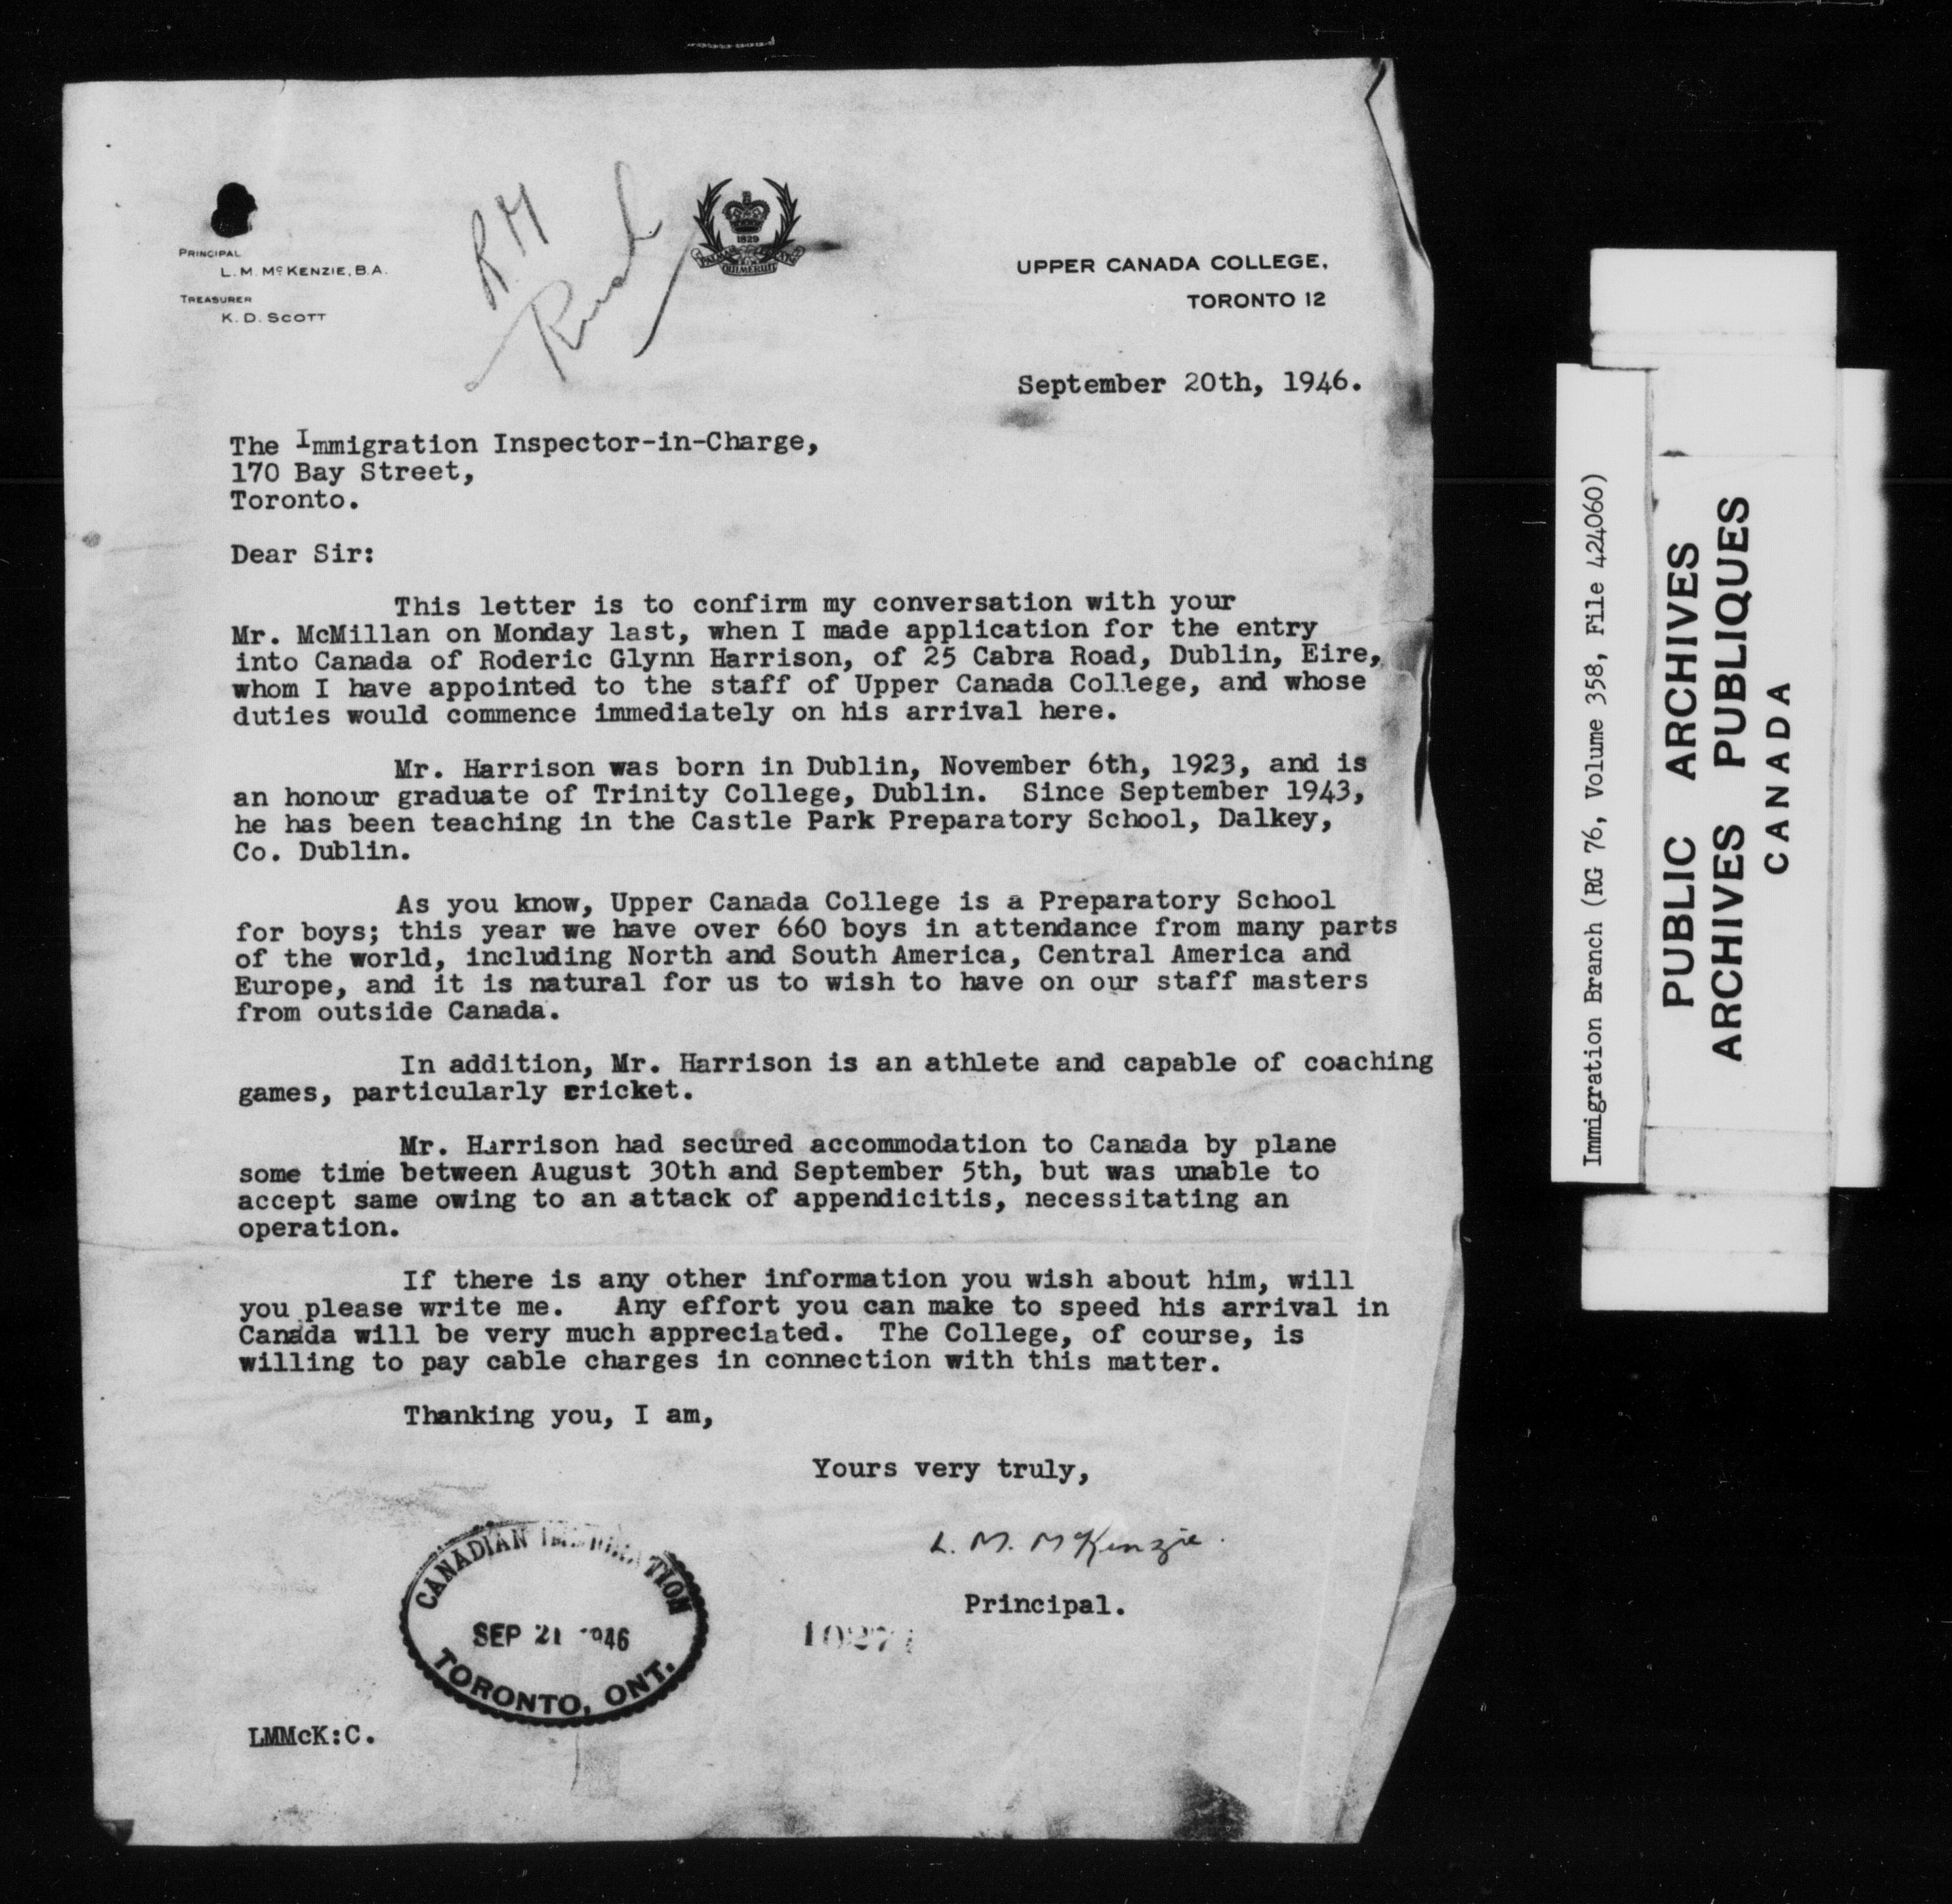 PRINCIPAL
L. M. McKENZIE, B.A.
TREASURER
K. D. SCOTT
RM
Rush
1829
QUI MERUIT
UPPER CANADA COLLEGE,
TORONTO 12
September 20th, 1946.
The Immigration Inspector-in-Charge,
170 Bay Street,
Toronto.
Dear Sir:
This letter is to confirm my conversation with your
Mr. McMillan on Monday last, when I made application for the entry
into Canada of Roderic Glynn Harrison, of 25 Cabra Road, Dublin, Eire,
whom I have appointed to the staff of Upper Canada College, and whose
duties would commence immediately on his arrival here.
Mr. Harrison was born in Dublin, November 6th, 1923, and is
an honour graduate of Trinity College, Dublin. Since September 1943,
he has been teaching in the Castle Park Preparatory School, Dalkey,
Co. Dublin.
As you know, Upper Canada College is a Preparatory School
for boys; this year we have over 660 boys in attendance from many parts
of the world, including North and South America, Central America and
Europe, and it is natural for us to wish to have on our staff masters
from outside Canada.
In addition, Mr. Harrison is an athlete and capable of coaching
games, particularly cricket.
Mr. Harrison had secured accommodation to Canada by plane
some time between August 30th and September 5th, but was unable to
accept same owing to an attack of appendicitis, necessitating an
operation.
If there is any other information you wish about him, will
you please write me. Any effort you can make to speed his arrival in
Canada will be very much appreciated. The College, of course, is
willing to pay cable charges in connection with this matter.
Thanking you, I am,
Yours very truly,
L. M. McKenzie.
Principal.
CANADIAN IMMIGRATION
SEP 21 1946
TORONTO, ONT.
LMMcK:C.
Immigration Branch (RG 76, Volume 358, File 424060)
PUBLIC ARCHIVES
ARCHIVES PUBLIQUES
CANADA